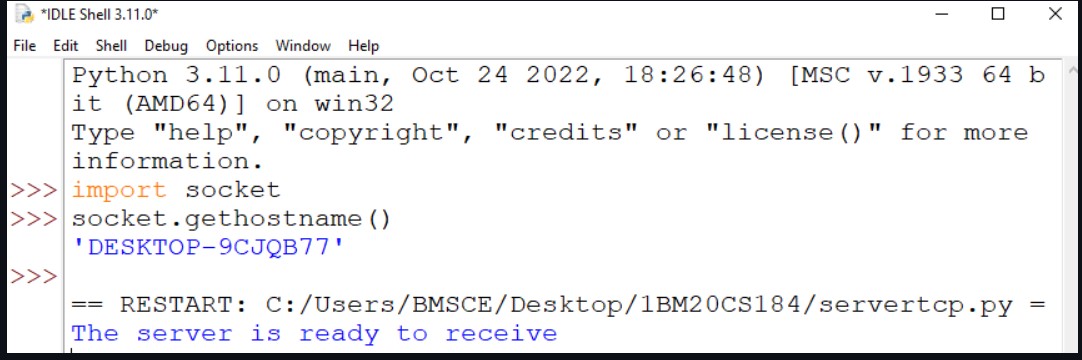 *IDLE Shell 3.11.0*
File Edit Shell Debug Options Window Help
Python 3.11.0 (main, Oct 24 2022, 18:26:48) [MSC v.1933 64 b
it (AMD64)] on win32
Type "help", "copyright", "credits" or "license()" for more
information.
>>> import socket
>>> socket.gethostname()
'DESKTOP-9CJQB77'
>>>
== RESTART: C:/Users/BMSCE/Desktop/1BM20CS184/servertcp.py =
The server is ready to receive